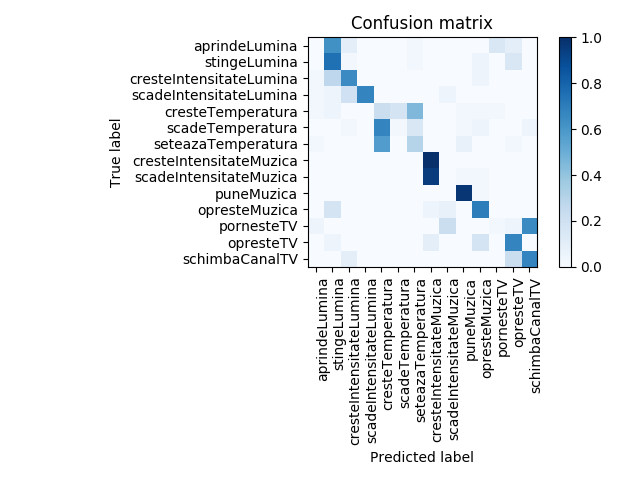 Confusion matrix
True label
aprindeLumina
stingeLumina
cresteIntensitateLumina
scadeIntensitateLumina
cresteTemperatura
scadeTemperatura
seteazaTemperatura
cresteIntensitateMuzica
scadeIntensitateMuzica
puneMuzica
opresteMuzica
pornesteTV
opresteTV
schimbaCanalTV
1.0
0.8
0.6
0.4
0.2
0.0
aprindeLumina
stingeLumina
cresteIntensitateLumina
scadeIntensitateLumina
cresteTemperatura
scadeTemperatura
seteazaTemperatura
cresteIntensitateMuzica
scadeIntensitateMuzica
puneMuzica
opresteMuzica
pornesteTV
opresteTV
schimbaCanalTV
Predicted label